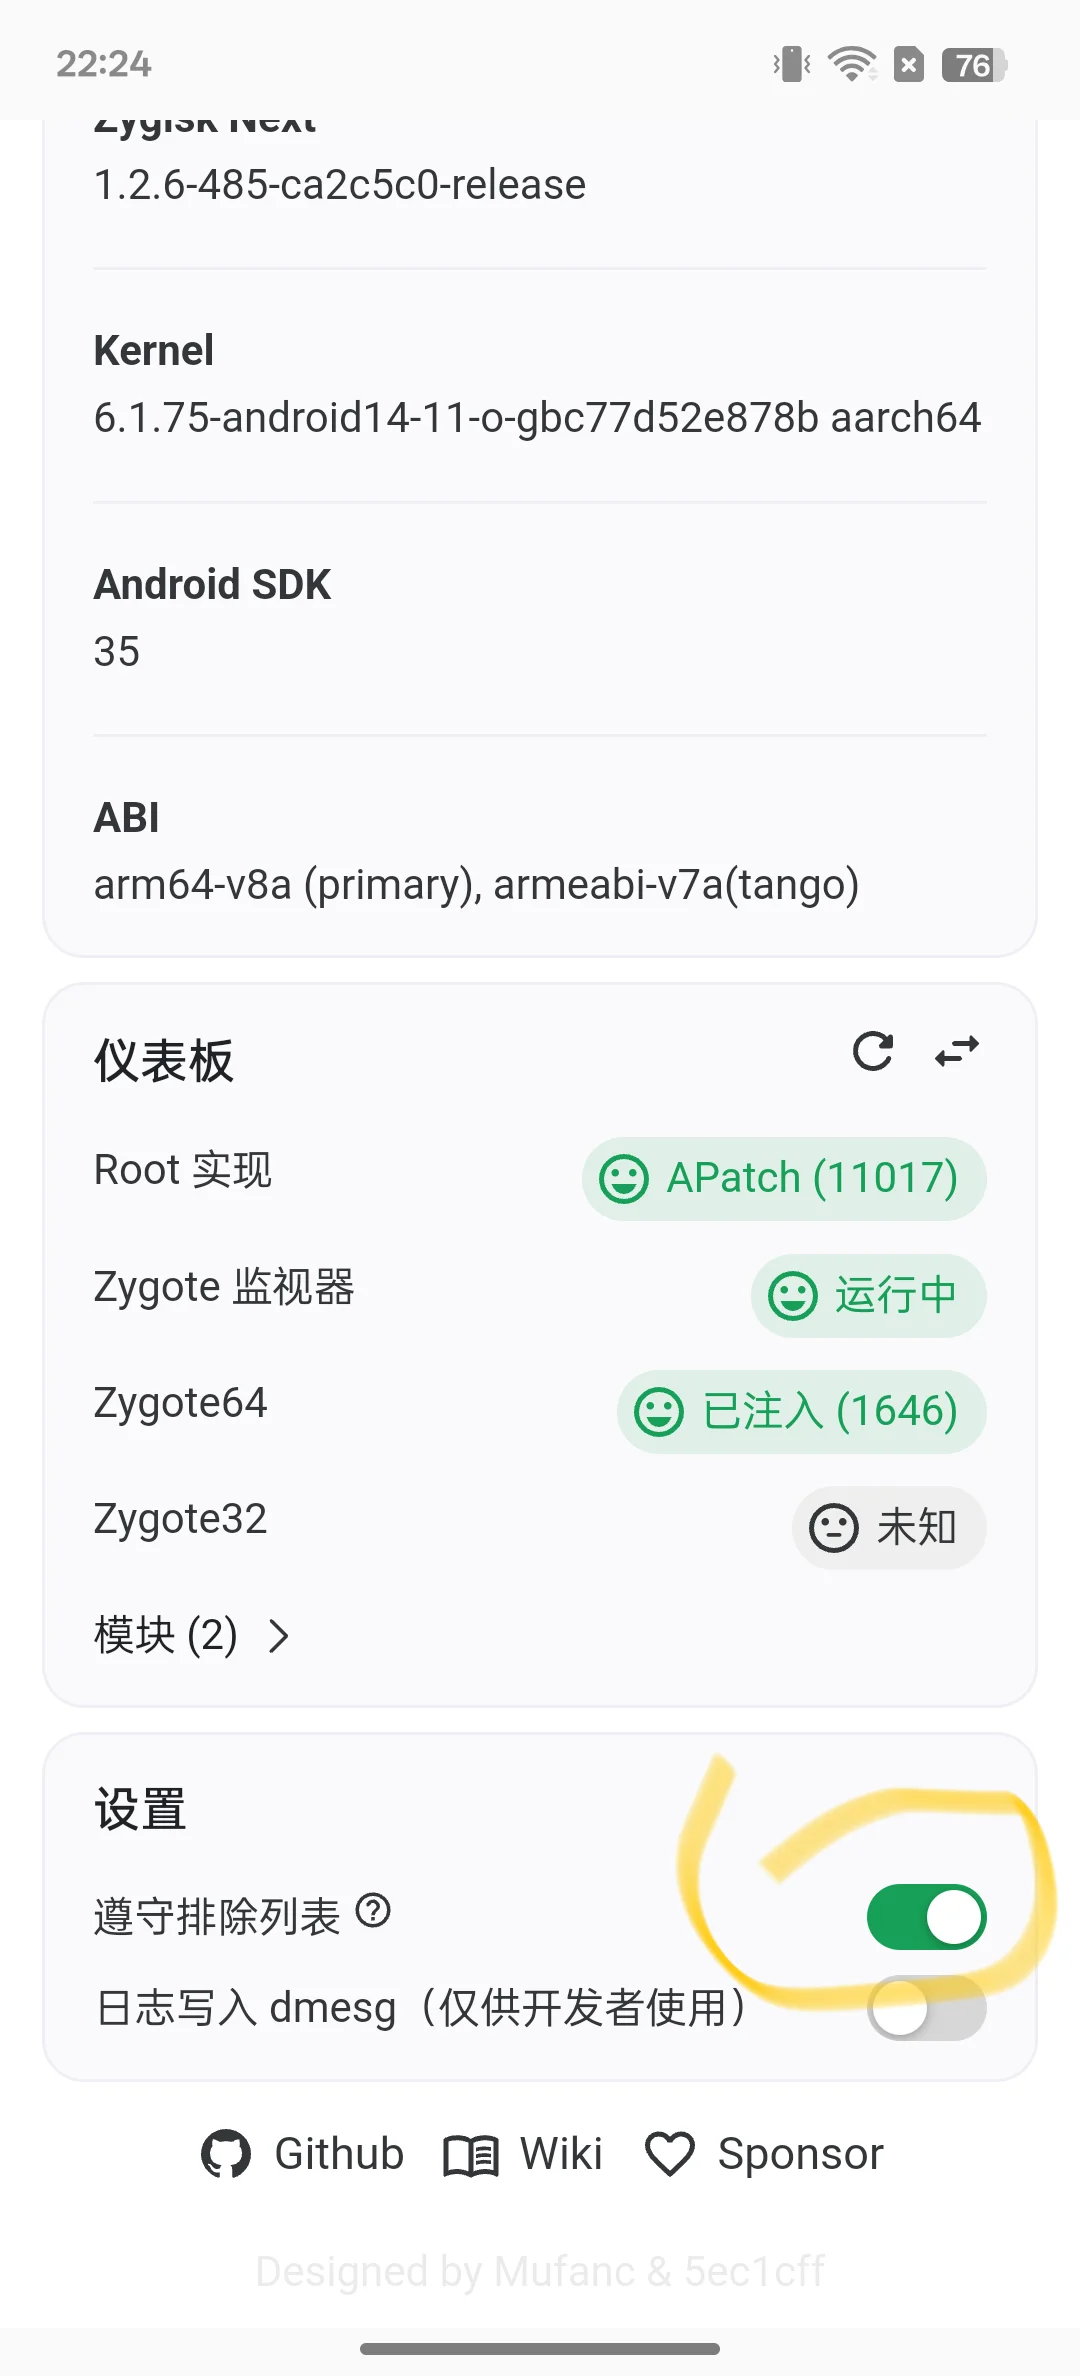 22:24
76
Zygisk Next
1.2.6-485-ca2c5c0-release
Kernel
6.1.75-android14-11-o-gbc77d52e878b aarch64
Android SDK
35
ABI
arm64-v8a (primary), armeabi-v7a(tango)
仪表板
Root 实现 APatch (11017)
Zygote 监视器 运行中
Zygote64 已注入 (1646)
Zygote32 未知
模块 (2)
设置
遵守排除列表
日志写入 dmesg（仅供开发者使用）
Github Wiki Sponsor
Designed by Mufanc & 5ec1cff